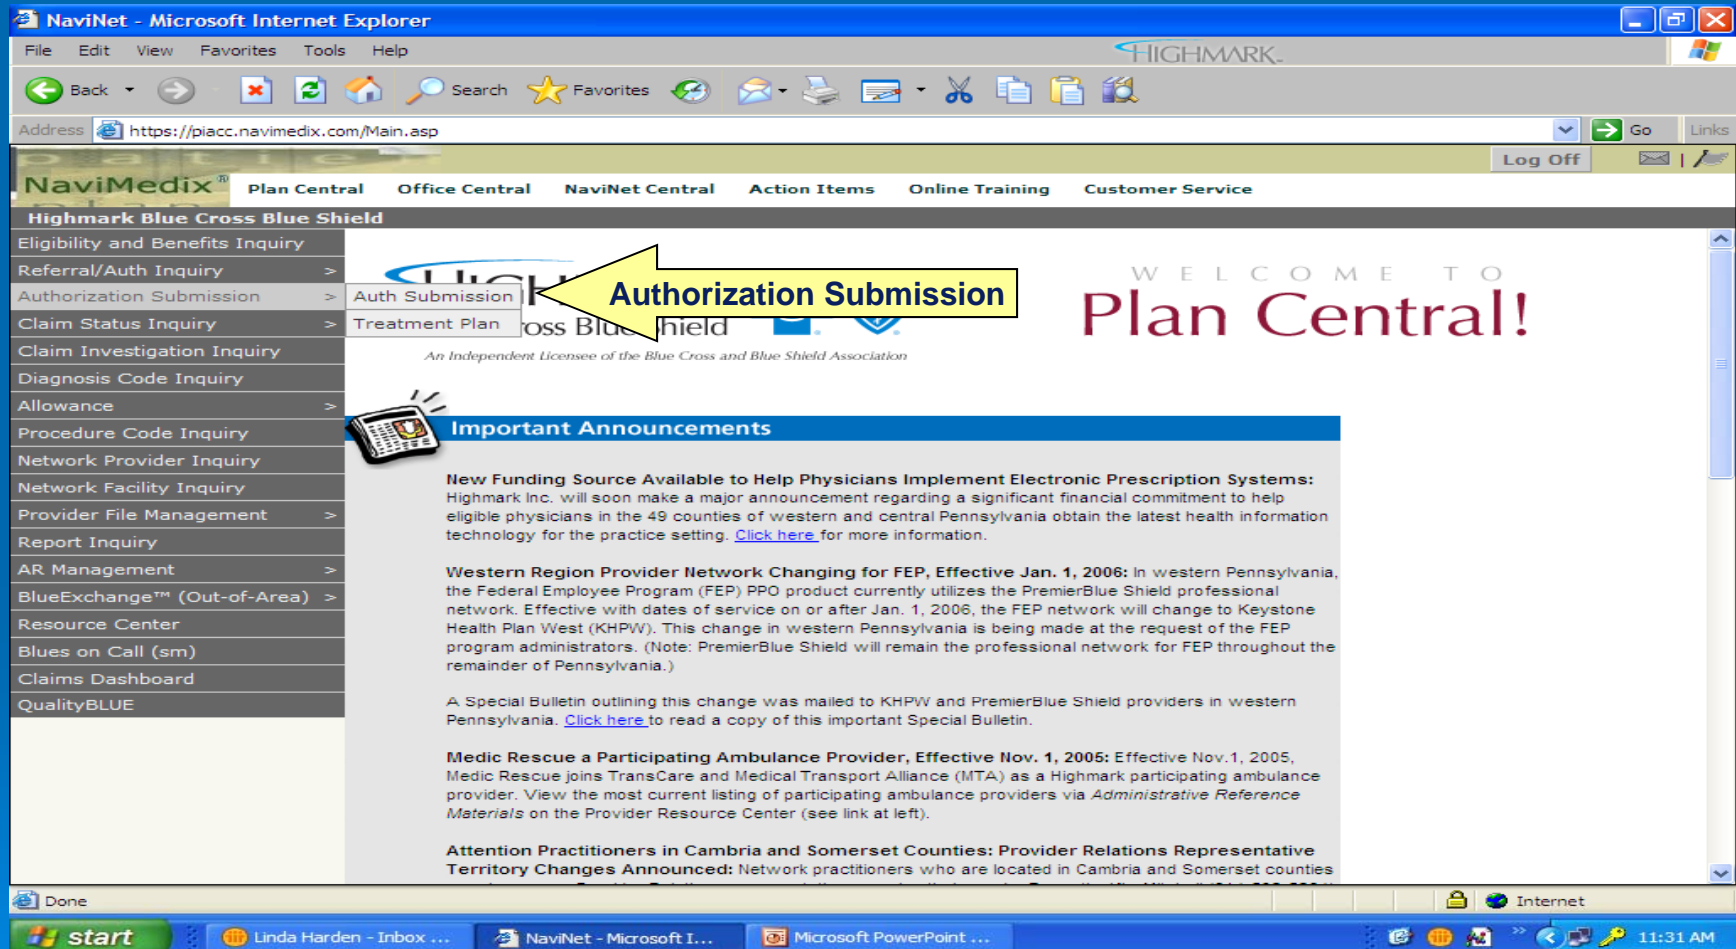 NaviNet - Microsoft Internet Explorer
File Edit View Favorites Tools Help
HIGHMARK
Back Search Favorites
Address https://piacc.navimedix.com/Main.asp Go Links
Log Off
NaviMedix® Plan Central Office Central NaviNet Central Action Items Online Training Customer Service
Highmark Blue Cross Blue Shield
Eligibility and Benefits Inquiry
Referral/Auth Inquiry >
Authorization Submission >
Claim Status Inquiry >
Claim Investigation Inquiry
Diagnosis Code Inquiry
Allowance >
Procedure Code Inquiry
Network Provider Inquiry
Network Facility Inquiry
Provider File Management >
Report Inquiry
AR Management >
BlueExchange™ (Out-of-Area) >
Resource Center
Blues on Call (sm)
Claims Dashboard
QualityBLUE
Auth Submission
Treatment Plan
Authorization Submission
An Independent Licensee of the Blue Cross and Blue Shield Association
WELCOME TO
Plan Central!
Important Announcements
New Funding Source Available to Help Physicians Implement Electronic Prescription Systems:
Highmark Inc. will soon make a major announcement regarding a significant financial commitment to help
eligible physicians in the 49 counties of western and central Pennsylvania obtain the latest health information
technology for the practice setting. Click here for more information.
Western Region Provider Network Changing for FEP, Effective Jan. 1, 2006: In western Pennsylvania,
the Federal Employee Program (FEP) PPO product currently utilizes the PremierBlue Shield professional
network. Effective with dates of service on or after Jan. 1, 2006, the FEP network will change to Keystone
Health Plan West (KHPW). This change in western Pennsylvania is being made at the request of the FEP
program administrators. (Note: PremierBlue Shield will remain the professional network for FEP throughout the
remainder of Pennsylvania.)
A Special Bulletin outlining this change was mailed to KHPW and PremierBlue Shield providers in western
Pennsylvania. Click here to read a copy of this important Special Bulletin.
Medic Rescue a Participating Ambulance Provider, Effective Nov. 1, 2005: Effective Nov.1, 2005,
Medic Rescue joins TransCare and Medical Transport Alliance (MTA) as a Highmark participating ambulance
provider. View the most current listing of participating ambulance providers via Administrative Reference
Materials on the Provider Resource Center (see link at left).
Attention Practitioners in Cambria and Somerset Counties: Provider Relations Representative
Territory Changes Announced: Network practitioners who are located in Cambria and Somerset counties
Done Internet
start Linda Harden - Inbox ... NaviNet - Microsoft I... Microsoft PowerPoint ... 11:31 AM